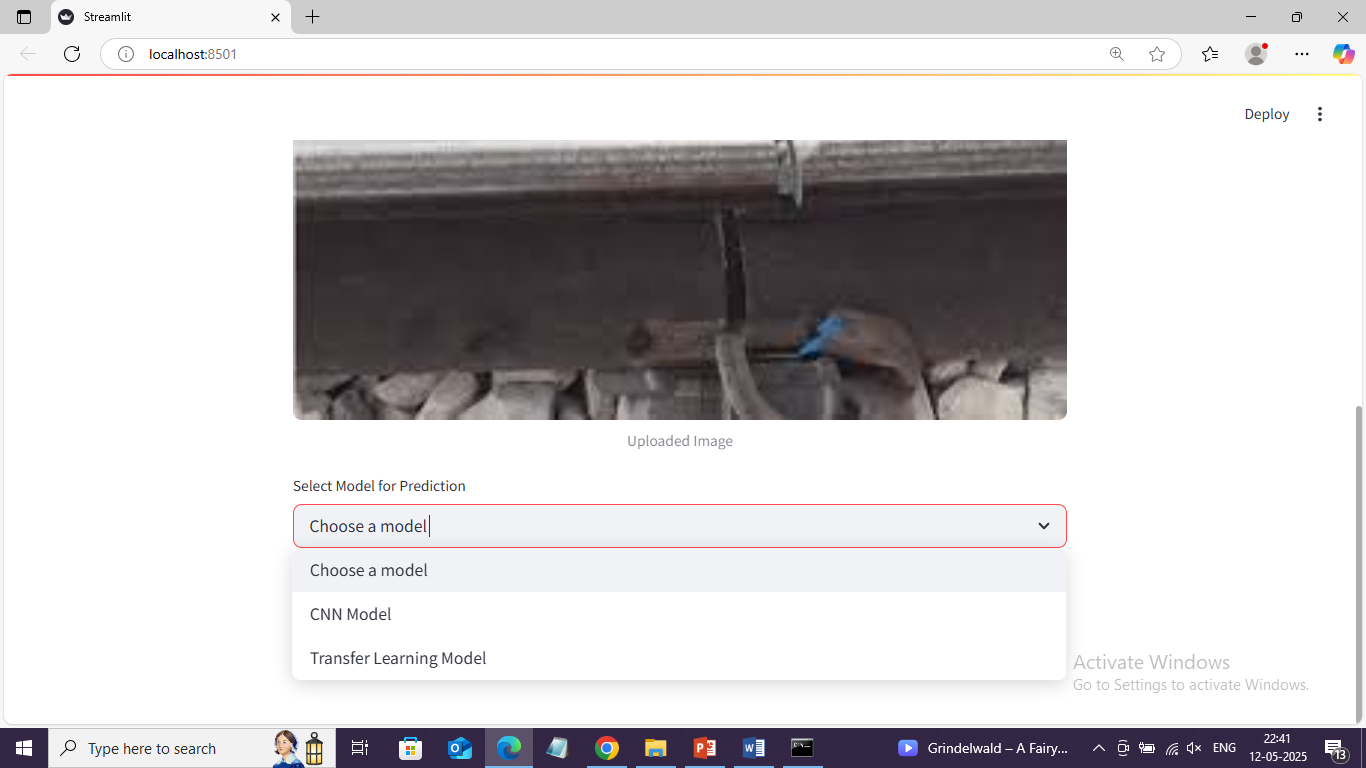 Streamlit
localhost:8501
Deploy
Uploaded Image
Select Model for Prediction
Choose a model
Choose a model
CNN Model
Transfer Learning Model
Activate Windows
Go to Settings to activate Windows.
Type here to search
Grindelwald – A Fairy...
ENG
22:41
12-05-2025
13